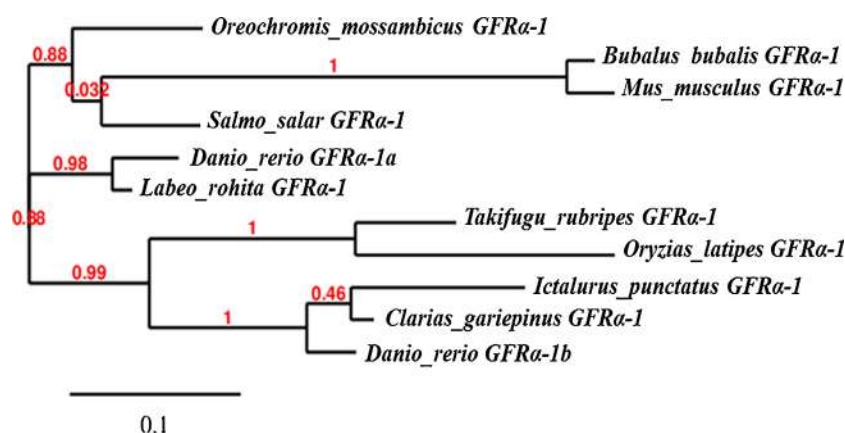 Oreochromis_mossambicus GFRα-1
0.88
1
Bubalus_bubalis GFRα-1
0.032
Mus_musculus GFRα-1
Salmo_salar GFRα-1
0.98
Danio_rerio GFRα-1a
Labeo_rohita GFRα-1
0.88
Takifugu_rubripes GFRα-1
1
Oryzias_latipes GFRα-1
0.99
0.46
Ictalurus_punctatus GFRα-1
1
Clarias_gariepinus GFRα-1
Danio_rerio GFRα-1b
0.1